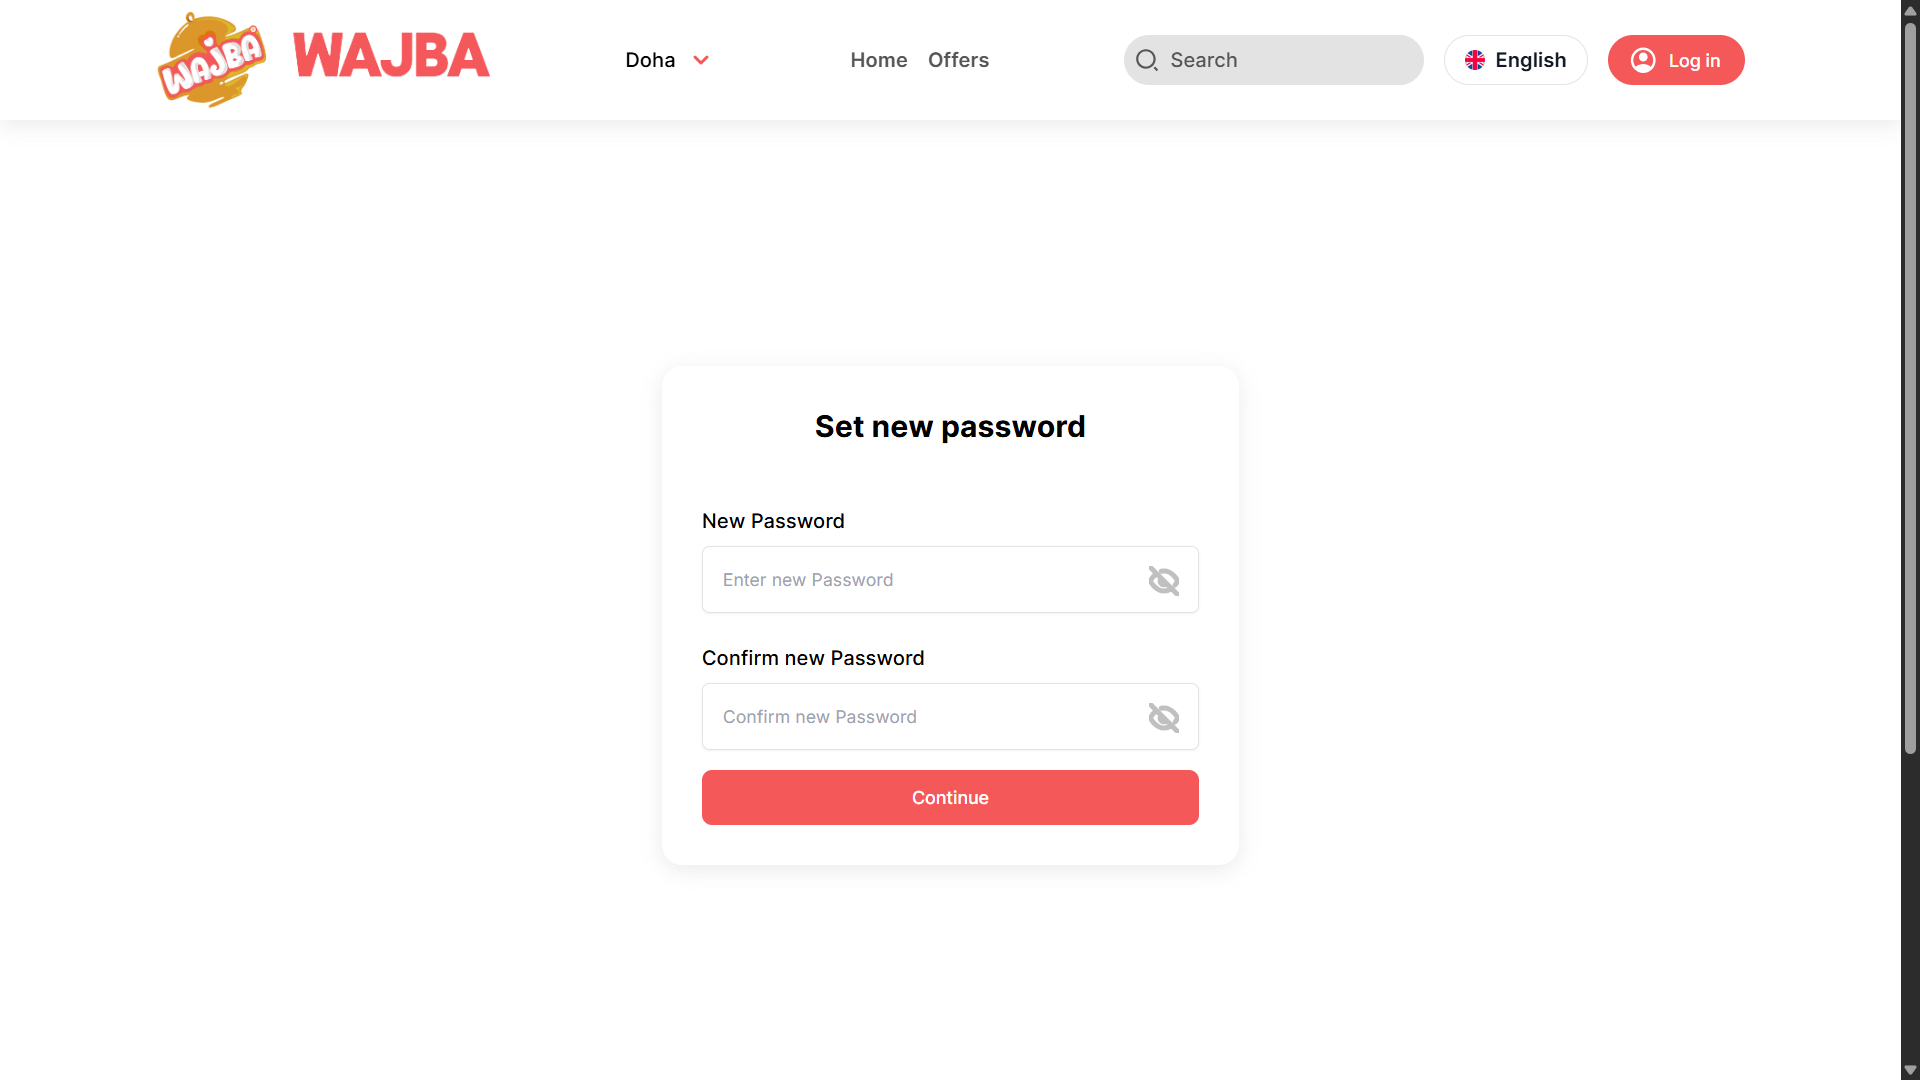 WAJBA
WAJBA
Doha
Home
Offers
Search
English
Log in
Set new password
New Password
Enter new Password
Confirm new Password
Confirm new Password
Continue